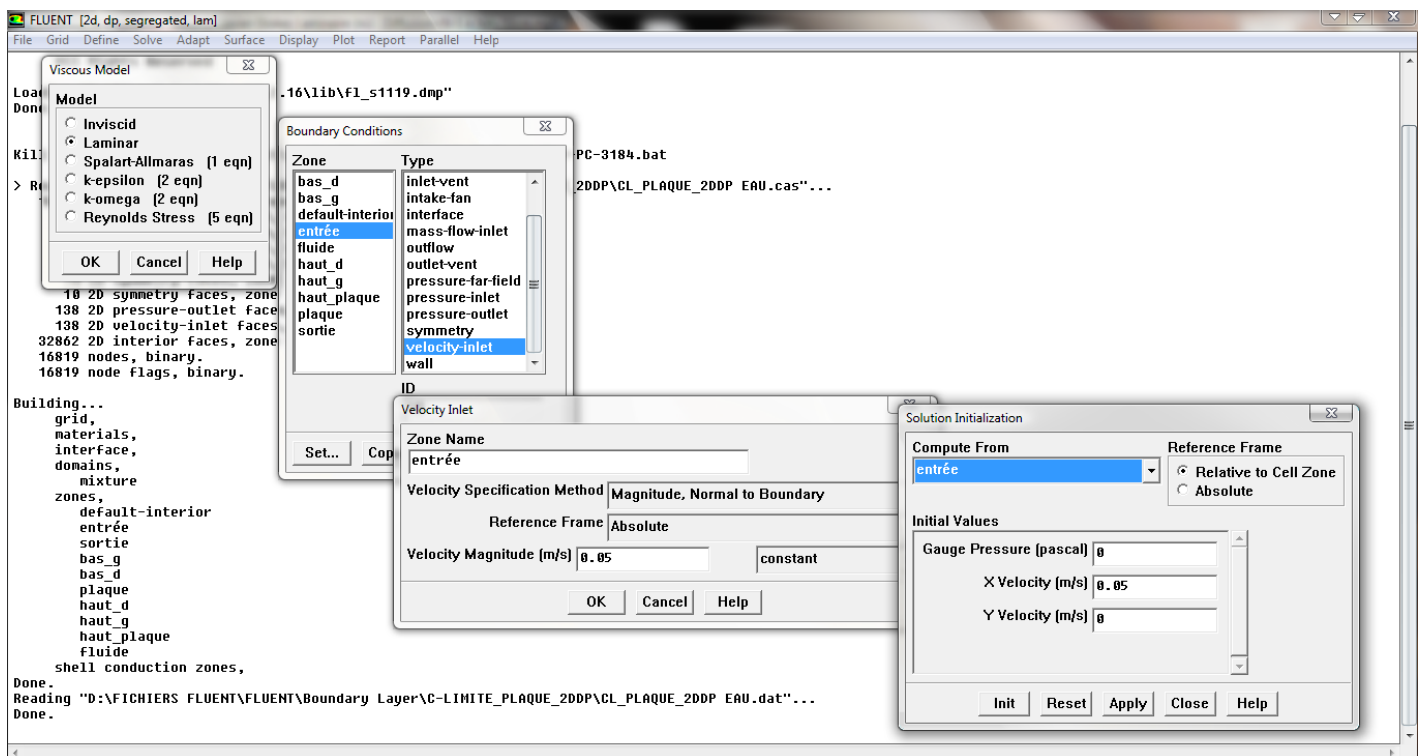 FLUENT [2d, dp, segregated, lam]
File Grid Define Solve Adapt Surface Display Plot Report Parallel Help
.16\lib\fl_s1119.dmp"
-PC-3184.bat
_2DDP\CL_PLAQUE_2DDP EAU.cas"...
10 2D symmetry faces, zone
138 2D pressure-outlet face
138 2D velocity-inlet faces
32862 2D interior faces, zone
16819 nodes, binary.
16819 node flags, binary.
Building...
grid,
materials,
interface,
domains,
mixture
zones,
default-interior
entrée
sortie
bas_g
bas_d
plaque
haut_d
haut_g
haut_plaque
fluide
shell conduction zones,
Done.
Reading "D:\FICHIERS FLUENT\FLUENT\Boundary Layer\C-LIMITE_PLAQUE_2DDP\CL_PLAQUE_2DDP EAU.dat"...
Done.
Viscous Model
Model
Inviscid
Laminar
Spalart-Allmaras (1 eqn)
k-epsilon (2 eqn)
k-omega (2 eqn)
Reynolds Stress (5 eqn)
OK Cancel Help
Boundary Conditions
Zone
bas_d
bas_g
default-interior
entrée
fluide
haut_d
haut_g
haut_plaque
plaque
sortie
Type
inlet-vent
intake-fan
interface
mass-flow-inlet
outflow
outlet-vent
pressure-far-field
pressure-inlet
pressure-outlet
symmetry
velocity-inlet
wall
ID
Set... Cop
Velocity Inlet
Zone Name
entrée
Velocity Specification Method Magnitude, Normal to Boundary
Reference Frame Absolute
Velocity Magnitude (m/s) 0.05 constant
OK Cancel Help
Solution Initialization
Compute From
entrée
Reference Frame
Relative to Cell Zone
Absolute
Initial Values
Gauge Pressure (pascal) 0
X Velocity (m/s) 0.05
Y Velocity (m/s) 0
Init Reset Apply Close Help